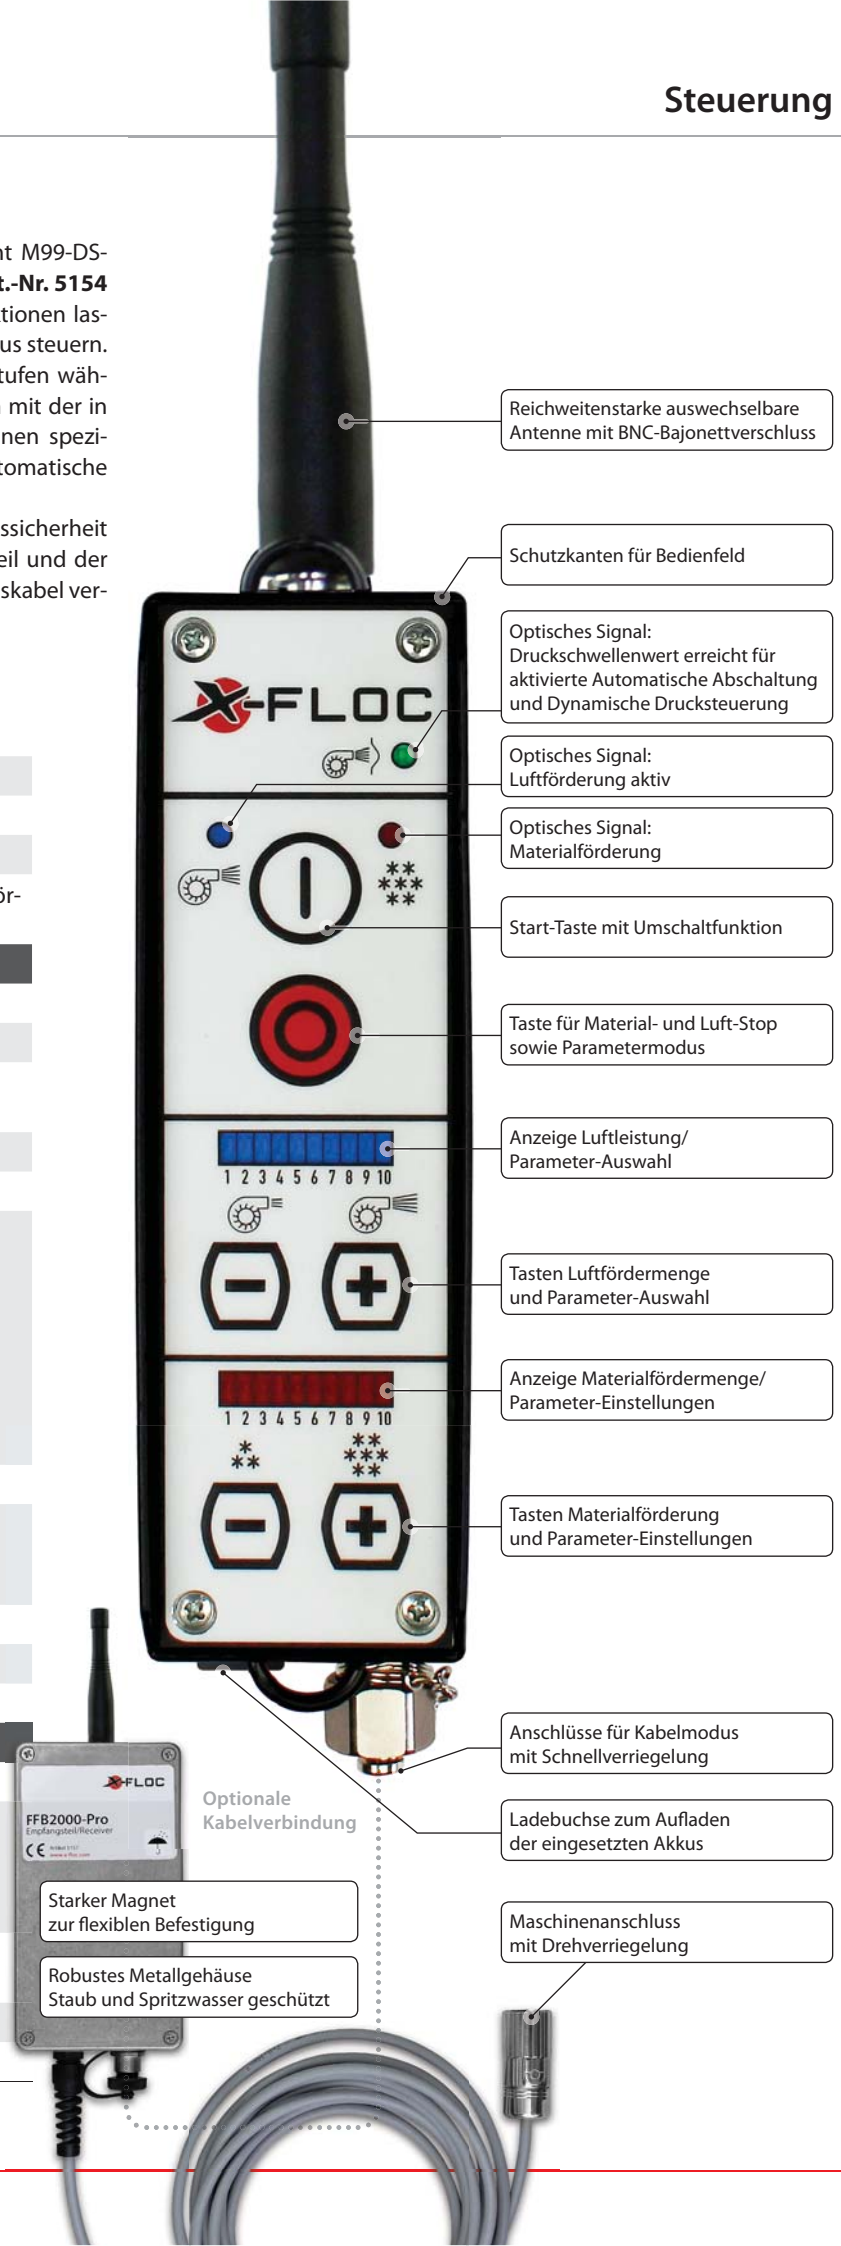 Steuerung
nt M99-DS-
t.-Nr. 5154
tionen las-
us steuern.
tufen wäh-
mit der in
nen spezi-
tomatische
ssicherheit
eil und der
skabel ver-
ör-
Reichweitenstarke auswechselbare
Antenne mit BNC-Bajonettverschluss
Schutzkanten für Bedienfeld
Optisches Signal:
Druckschwellenwert erreicht für
aktivierte Automatische Abschaltung
und Dynamische Drucksteuerung
Optisches Signal:
Luftförderung aktiv
Optisches Signal:
Materialförderung
Start-Taste mit Umschaltfunktion
Taste für Material- und Luft-Stop
sowie Parametermodus
Anzeige Luftleistung/
Parameter-Auswahl
Tasten Luftfördermenge
und Parameter-Auswahl
Anzeige Materialfördermenge/
Parameter-Einstellungen
Tasten Materialförderung
und Parameter-Einstellungen
Anschlüsse für Kabelmodus
mit Schnellverriegelung
Ladebuchse zum Aufladen
der eingesetzten Akkus
Maschinenanschluss
mit Drehverriegelung
X-FLOC
1 2 3 4 5 6 7 8 9 10
1 2 3 4 5 6 7 8 9 10
Optionale
Kabelverbindung
X-FLOC
FFB2000-Pro
Empfangsteil/Receiver
CE
Starker Magnet
zur flexiblen Befestigung
Robustes Metallgehäuse
Staub und Spritzwasser geschützt